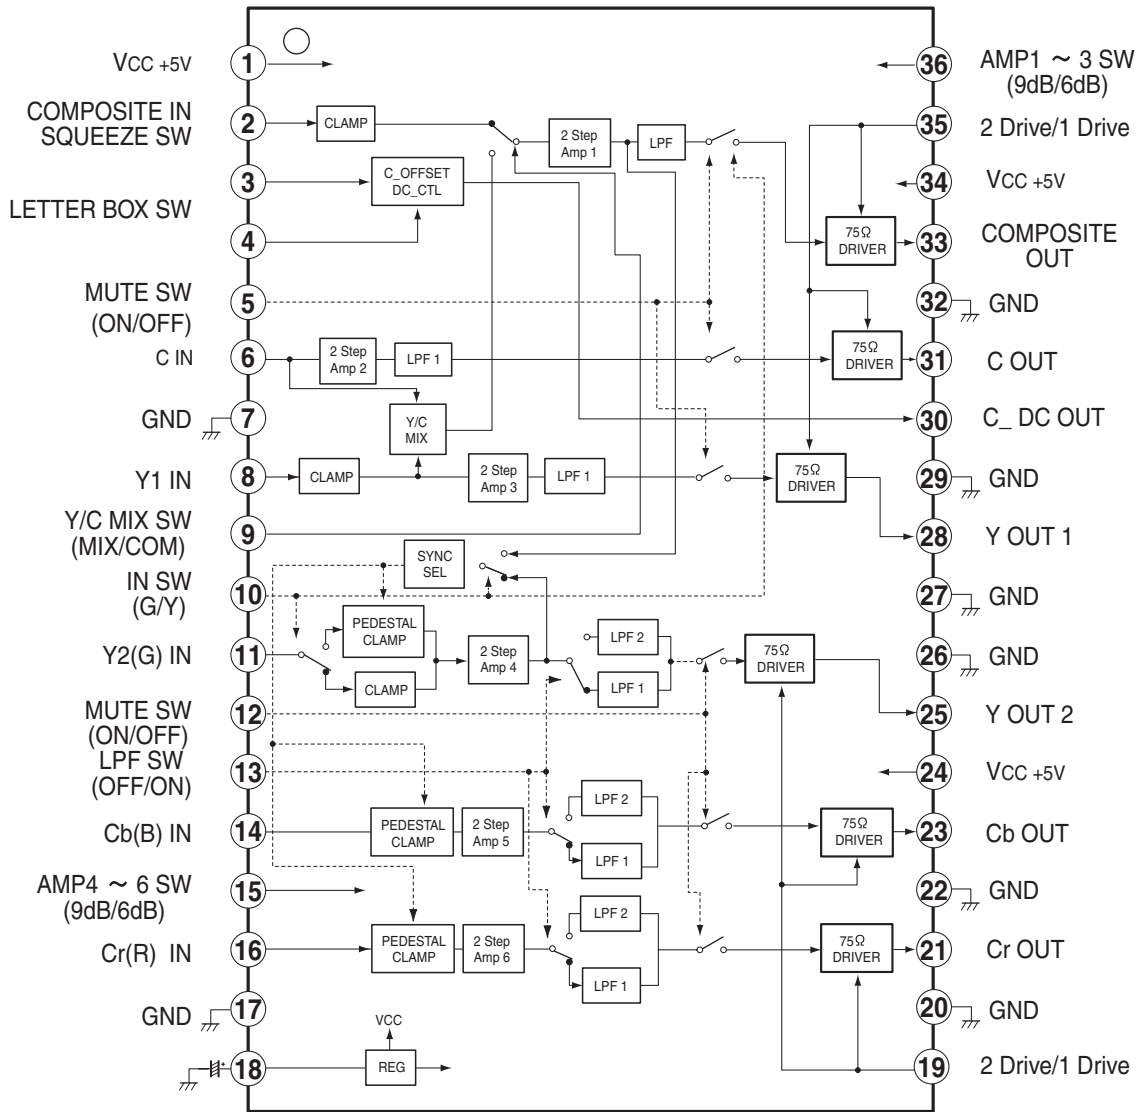 VCC +5V
1
36
AMP1 ~ 3 SW
(9dB/6dB)
COMPOSITE IN
SQUEEZE SW
2
CLAMP
2 Step
Amp 1
LPF
35
2 Drive/1 Drive
3
C_OFFSET
DC_CTL
34
VCC +5V
LETTER BOX SW
4
75Ω
DRIVER
33
COMPOSITE
OUT
MUTE SW
(ON/OFF)
5
32
GND
C IN
6
2 Step
Amp 2
LPF 1
75Ω
DRIVER
31
C OUT
GND
7
Y/C
MIX
30
C_ DC OUT
Y1 IN
8
CLAMP
2 Step
Amp 3
LPF 1
75Ω
DRIVER
29
GND
Y/C MIX SW
(MIX/COM)
9
28
Y OUT 1
SYNC
SEL
IN SW
(G/Y)
10
27
GND
Y2(G) IN
11
PEDESTAL
CLAMP
CLAMP
2 Step
Amp 4
LPF 2
LPF 1
75Ω
DRIVER
26
GND
MUTE SW
(ON/OFF)
12
25
Y OUT 2
LPF SW
(OFF/ON)
13
24
VCC +5V
Cb(B) IN
14
PEDESTAL
CLAMP
2 Step
Amp 5
LPF 2
LPF 1
75Ω
DRIVER
23
Cb OUT
AMP4 ~ 6 SW
(9dB/6dB)
15
22
GND
Cr(R) IN
16
PEDESTAL
CLAMP
2 Step
Amp 6
LPF 2
LPF 1
75Ω
DRIVER
21
Cr OUT
GND
17
20
GND
VCC
+
18
REG
19
2 Drive/1 Drive